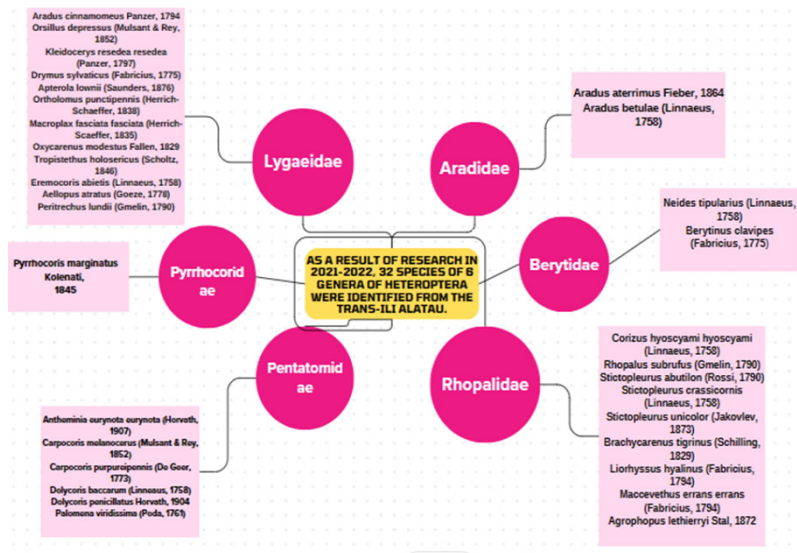 Aradus cinnamomeus Panzer, 1794
Orsillus depressus (Mulsant & Rey,
1852)
Kleidocerys resedea resedea
(Panzer, 1797)
Drymus sylvaticus (Fabricius, 1775)
Apterola lownii (Saunders, 1876)
Ortholomus punctipennis (Herrich-
Schaeffer, 1838)
Macroplax fasciata fasciata (Herrich-
Scaeffer, 1835)
Oxycarenus modestus Fallen, 1829
Tropistethus holosericus (Scholtz,
1846)
Eremocoris abietis (Linnaeus, 1758)
Aellopus atratus (Goeze, 1778)
Peritrechus lundii (Gmelin, 1790)
Lygaeidae
Aradidae
Aradus aterrimus Fieber, 1864
Aradus betulae (Linnaeus,
1758)
Pyrrhocoris marginatus
Kolenati,
1845
Pyrrhocorid
ae
AS A RESULT OF RESEARCH IN
2021-2022, 32 SPECIES OF 6
GENERA OF HETEROPTERA
WERE IDENTIFIED FROM THE
TRANS-ILI ALATAU.
Berytidae
Neides tipularius (Linnaeus,
1758)
Berytinus clavipes
(Fabricius, 1775)
Pentatomid
ae
Antheminia eurynota eurynota (Horvath,
1907)
Carpocoris melanocerus (Mulsant & Rey,
1852)
Carpocoris purpureipennis (De Geer,
1773)
Dolycoris baccarum (Linneaus, 1758)
Dolycoris penicillatus Horvath, 1904
Palomena viridissima (Poda, 1761)
Rhopalidae
Corizus hyoscyami hyoscyami
(Linnaeus, 1758)
Rhopalus subrufus (Gmelin, 1790)
Stictopleurus abutilon (Rossi, 1790)
Stictopleurus crassicornis
(Linnaeus, 1758)
Stictopleurus unicolor (Jakovlev,
1873)
Brachycarenus tigrinus (Schilling,
1829)
Liorhyssus hyalinus (Fabricius,
1794)
Maccevethus errans errans
(Fabricius, 1794)
Agrophopus lethierryi Stal, 1872